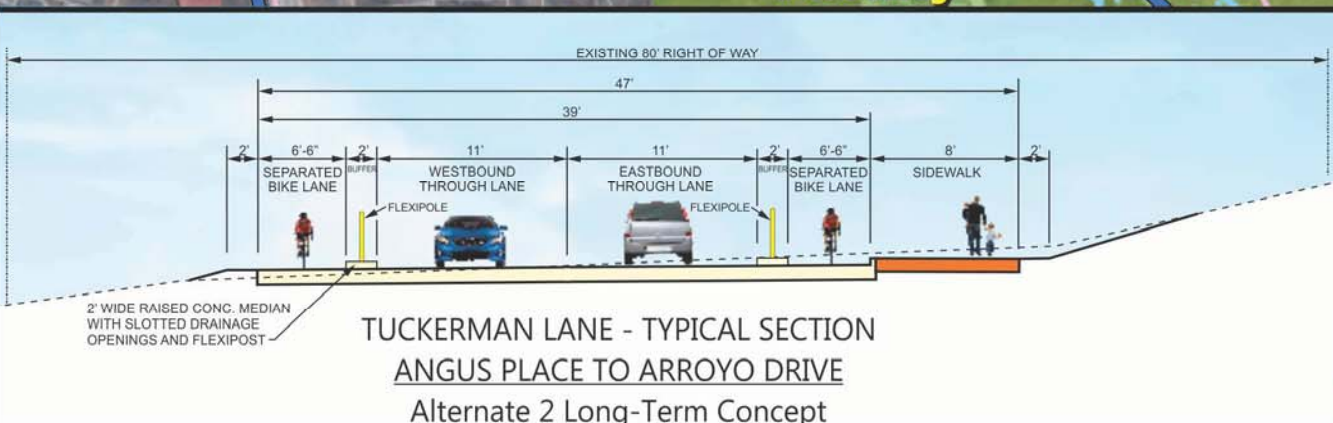 EXISTING 80' RIGHT OF WAY
47'
39'
2'
6'-6"
2'
11'
11'
2'
6'-6"
8'
2'
SEPARATED
BIKE LANE
BUFFER
WESTBOUND
THROUGH LANE
EASTBOUND
THROUGH LANE
BUFFER
SEPARATED
BIKE LANE
SIDEWALK
FLEXIPOLE
FLEXIPOLE
2' WIDE RAISED CONC. MEDIAN
WITH SLOTTED DRAINAGE
OPENINGS AND FLEXIPOST
TUCKERMAN LANE - TYPICAL SECTION
ANGUS PLACE TO ARROYO DRIVE
Alternate 2 Long-Term Concept